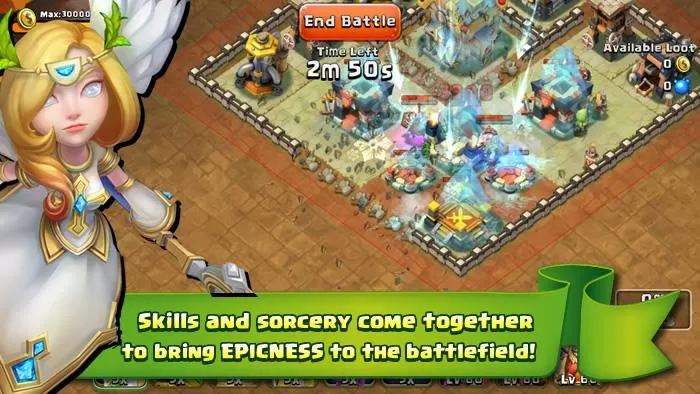 Max:30000
End Battle
Time Left
2m 50s
Available Loot
0
0
Skills and sorcery come together
to bring EPICNESS to the battlefield!